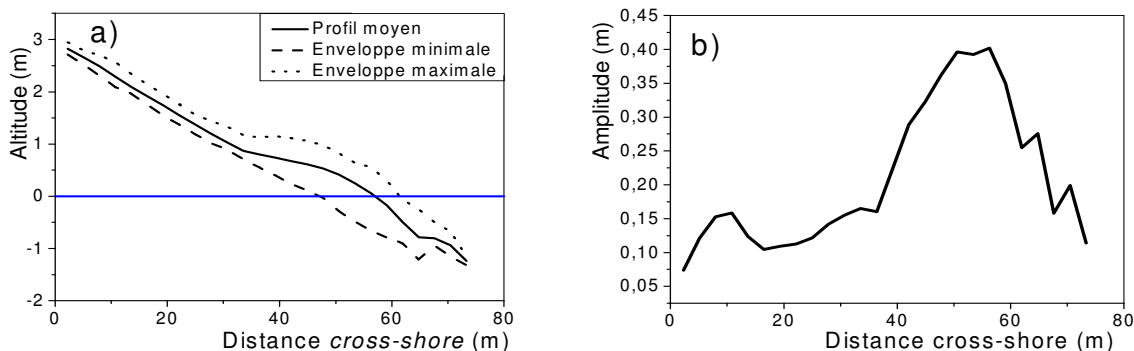 a)
Profil moyen
Enveloppe minimale
Enveloppe maximale
Altitude (m)
3
2
1
0
-1
-2
0 20 40 60 80
Distance cross-shore (m)
b)
Amplitude (m)
0,45
0,40
0,35
0,30
0,25
0,20
0,15
0,10
0,05
0 20 40 60 80
Distance cross-shore (m)